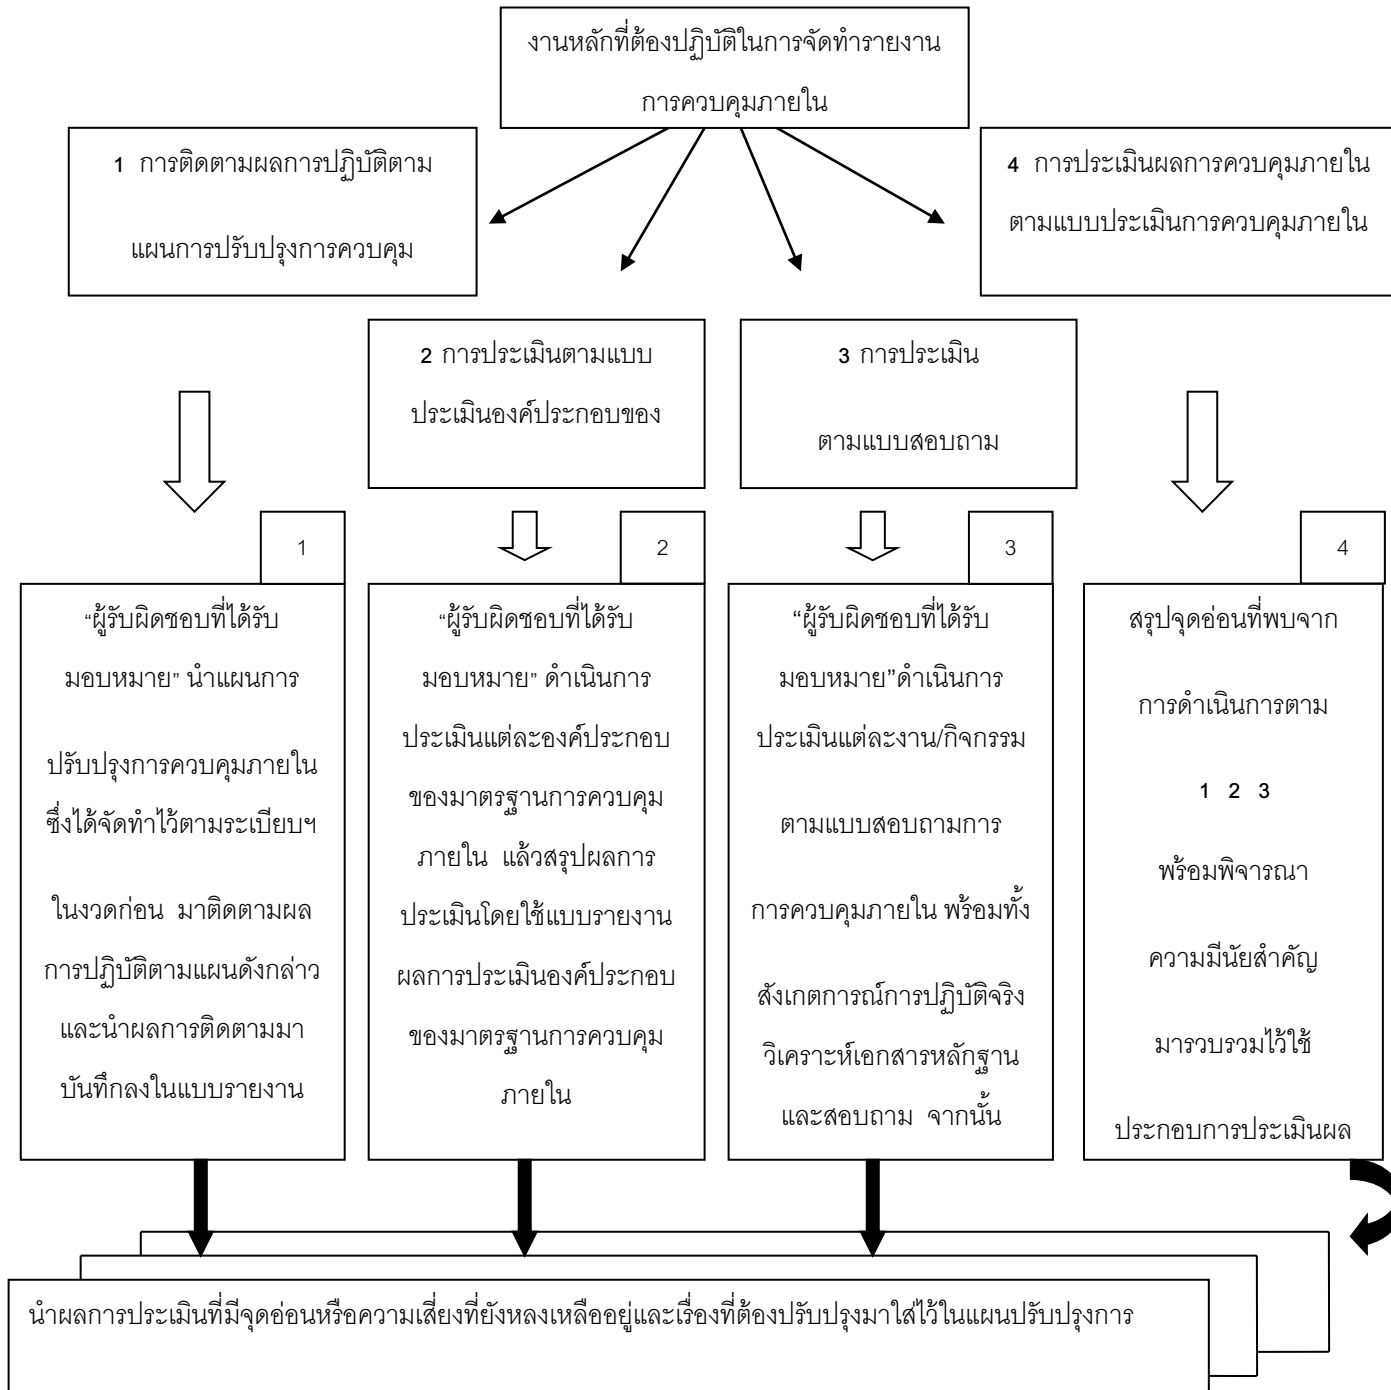 งานหลักที่ต้องปฏิบัติในการจัดทำรายงาน
การควบคุมภายใน
1 การติดตามผลการปฏิบัติตาม
แผนการปรับปรุงการควบคุม
4 การประเมินผลการควบคุมภายใน
ตามแบบประเมินการควบคุมภายใน
2 การประเมินตามแบบ
ประเมินองค์ประกอบของ
3 การประเมิน
ตามแบบสอบถาม
1
"ผู้รับผิดชอบที่ได้รับ
มอบหมาย" นำแผนการ
ปรับปรุงการควบคุมภายใน
ซึ่งได้จัดทำไว้ตามระเบียบฯ
ในงวดก่อน มาติดตามผล
การปฏิบัติตามแผนดังกล่าว
และนำผลการติดตามมา
บันทึกลงในแบบรายงาน
2
"ผู้รับผิดชอบที่ได้รับ
มอบหมาย" ดำเนินการ
ประเมินแต่ละองค์ประกอบ
ของมาตรฐานการควบคุม
ภายใน แล้วสรุปผลการ
ประเมินโดยใช้แบบรายงาน
ผลการประเมินองค์ประกอบ
ของมาตรฐานการควบคุม
ภายใน
3
"ผู้รับผิดชอบที่ได้รับ
มอบหมาย"ดำเนินการ
ประเมินแต่ละงาน/กิจกรรม
ตามแบบสอบถามการ
การควบคุมภายใน พร้อมทั้ง
สังเกตการณ์การปฏิบัติจริง
วิเคราะห์เอกสารหลักฐาน
และสอบถาม จากนั้น
4
สรุปจุดอ่อนที่พบจาก
การดำเนินการตาม
1 2 3
พร้อมพิจารณา
ความมีนัยสำคัญ
มารวบรวมไว้ใช้
ประกอบการประเมินผล
นำผลการประเมินที่มีจุดอ่อนหรือความเสี่ยงที่ยังหลงเหลืออยู่และเรื่องที่ต้องปรับปรุงมาใส่ไว้ในแผนปรับปรุงการ